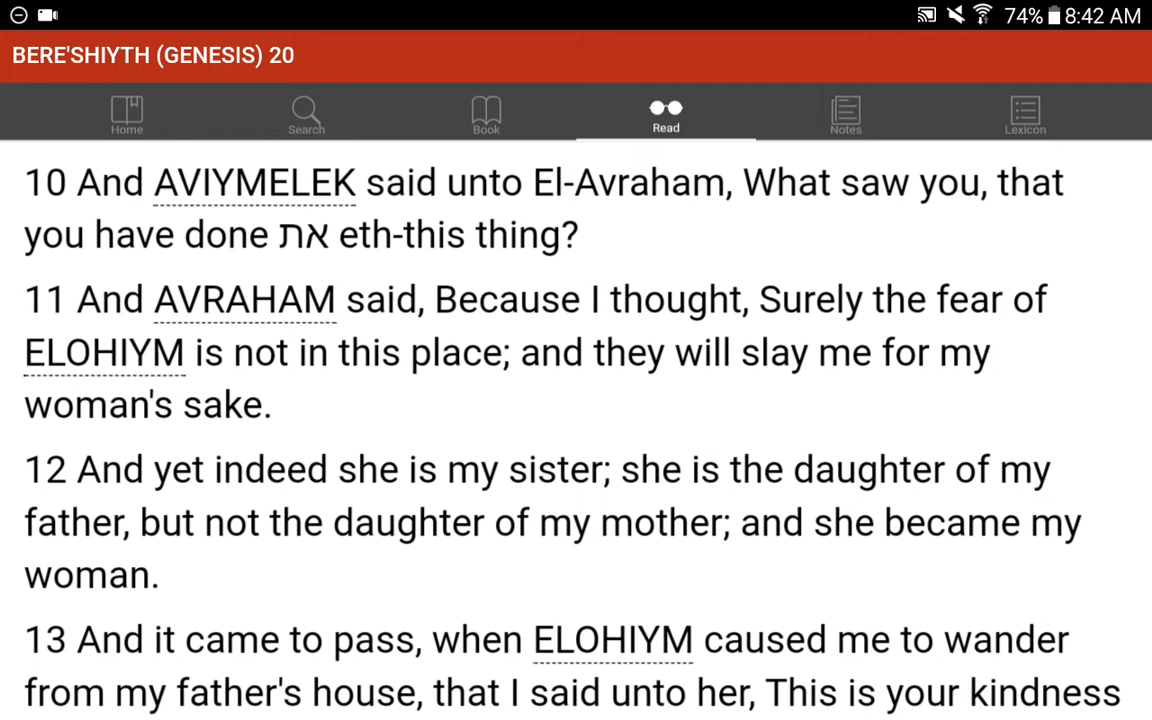 74% 8:42 AM
BERE'SHIYTH (GENESIS) 20
Home Search Book Read Notes Lexicon
10 And AVIYMELEK said unto El-Avraham, What saw you, that
you have done את eth-this thing?
11 And AVRAHAM said, Because I thought, Surely the fear of
ELOHIYM is not in this place; and they will slay me for my
woman's sake.
12 And yet indeed she is my sister; she is the daughter of my
father, but not the daughter of my mother; and she became my
woman.
13 And it came to pass, when ELOHIYM caused me to wander
from my father's house, that I said unto her, This is your kindness